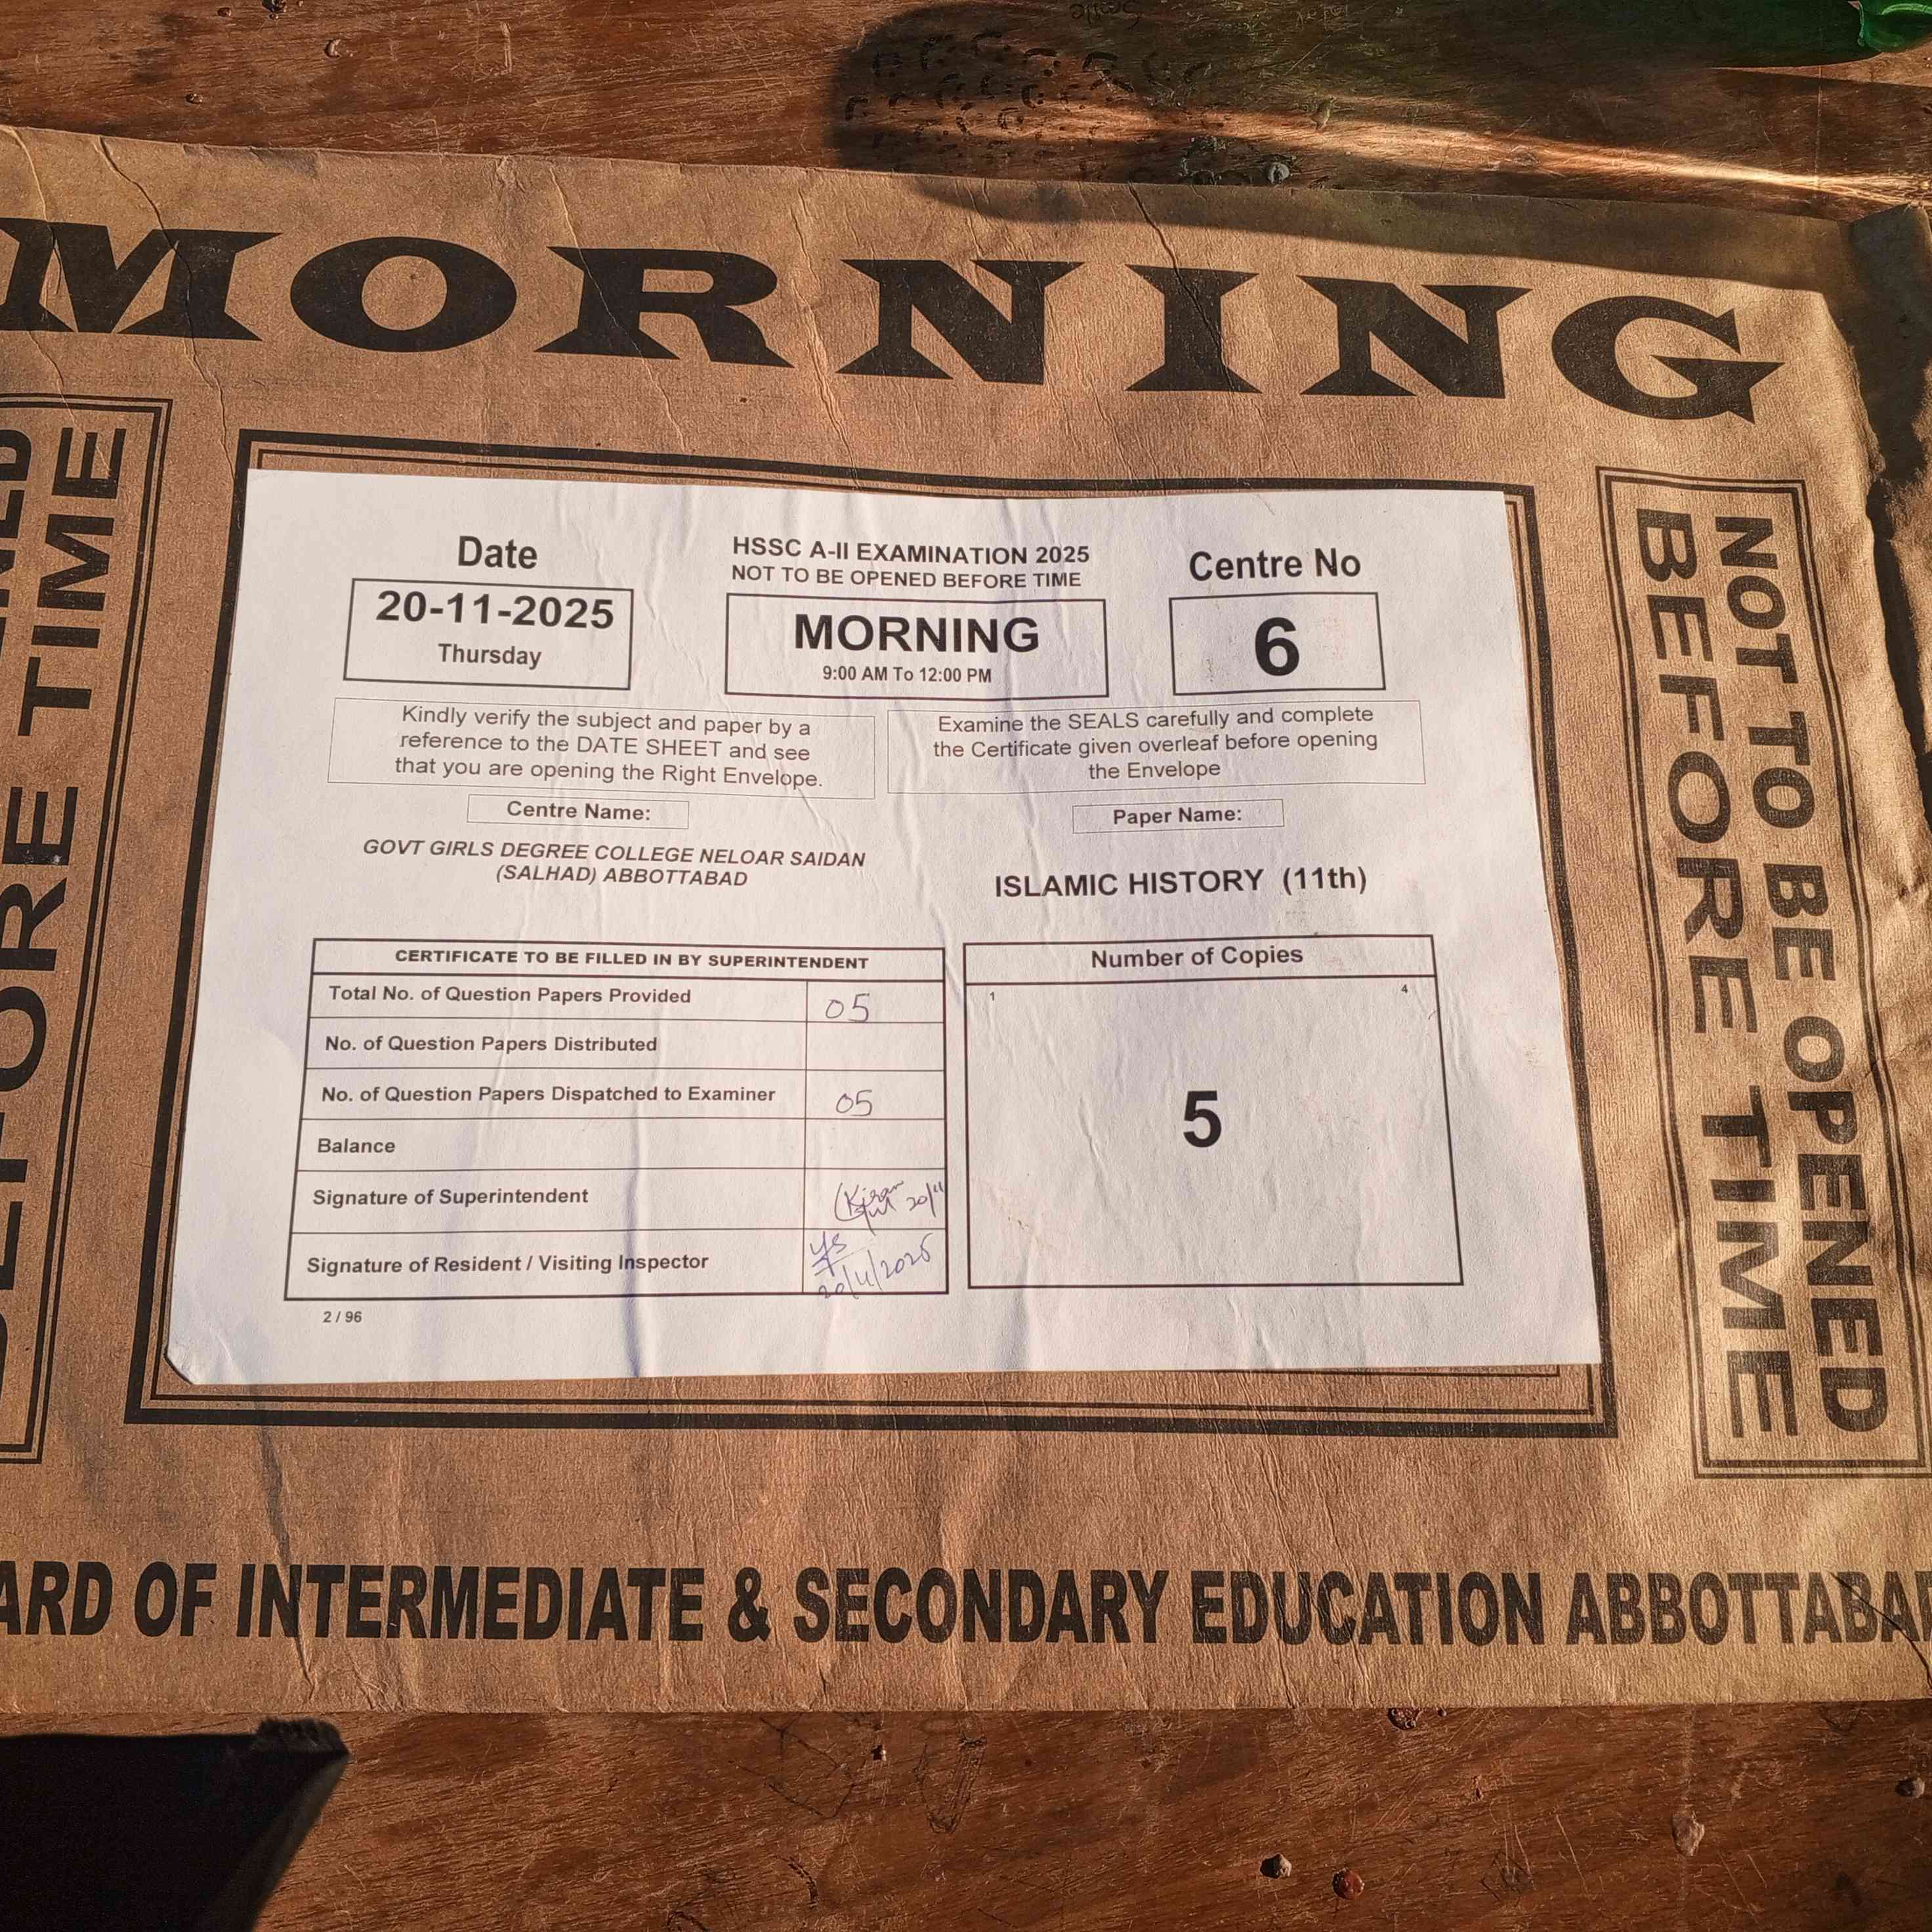 MORNING
BEFORE TIME
NOT TO BE OPENED
BEFORE TIME
Date
20-11-2025
Thursday
HSSC A-II EXAMINATION 2025
NOT TO BE OPENED BEFORE TIME
MORNING
9:00 AM To 12:00 PM
Centre No
6
Kindly verify the subject and paper by a
reference to the DATE SHEET and see
that you are opening the Right Envelope.
Examine the SEALS carefully and complete
the Certificate given overleaf before opening
the Envelope
Centre Name:
GOVT GIRLS DEGREE COLLEGE NELOAR SAIDAN
(SALHAD) ABBOTTABAD
Paper Name:
ISLAMIC HISTORY (11th)
CERTIFICATE TO BE FILLED IN BY SUPERINTENDENT
Total No. of Question Papers Provided 05
No. of Question Papers Distributed
No. of Question Papers Dispatched to Examiner 05
Balance
Signature of Superintendent Kiran 20/11
Signature of Resident / Visiting Inspector
20/11/2025
Number of Copies
1 4
5
2 / 96
ARD OF INTERMEDIATE & SECONDARY EDUCATION ABBOTTABA